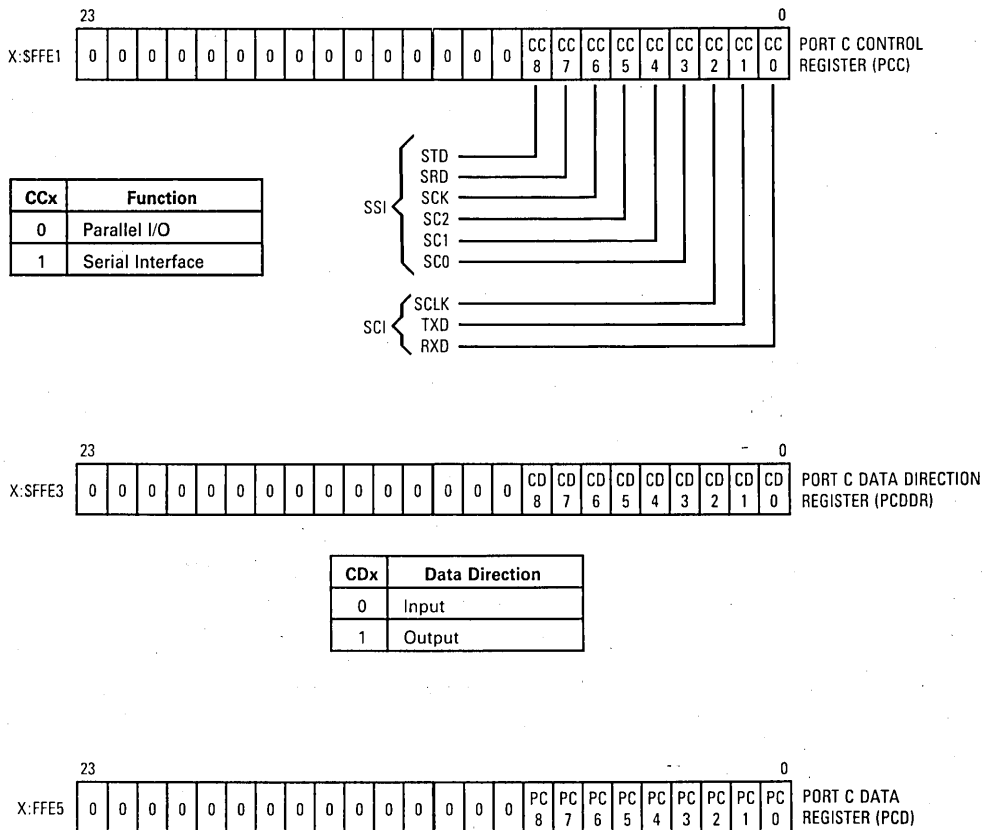 23 0
X:$FFE1 0 0 0 0 0 0 0 0 0 0 0 0 0 0 0 CC 8 CC 7 CC 6 CC 5 CC 4 CC 3 CC 2 CC 1 CC 0 PORT C CONTROL REGISTER (PCC)
STD
SRD
SCK
SSI
SC2
SC1
SC0
CCx Function
0 Parallel I/O
1 Serial Interface
SCLK
SCI
TXD
RXD
23 0
X:$FFE3 0 0 0 0 0 0 0 0 0 0 0 0 0 0 0 CD 8 CD 7 CD 6 CD 5 CD 4 CD 3 CD 2 CD 1 CD 0 PORT C DATA DIRECTION REGISTER (PCDDR)
CDx Data Direction
0 Input
1 Output
23 0
X:FFE5 0 0 0 0 0 0 0 0 0 0 0 0 0 0 0 PC 8 PC 7 PC 6 PC 5 PC 4 PC 3 PC 2 PC 1 PC 0 PORT C DATA REGISTER (PCD)